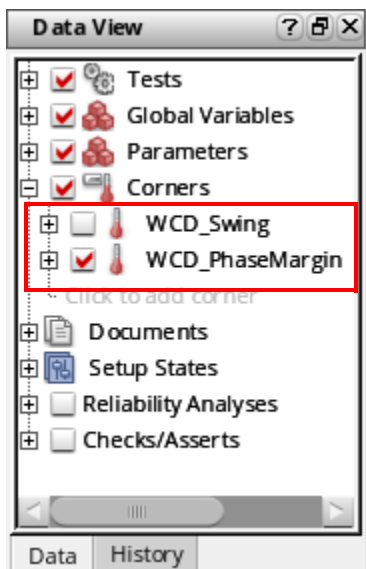 Data View
Tests
Global Variables
Parameters
Corners
WCD_Swing
WCD_PhaseMargin
Click to add corner
Documents
Setup States
Reliability Analyses
Checks/Asserts
Data History